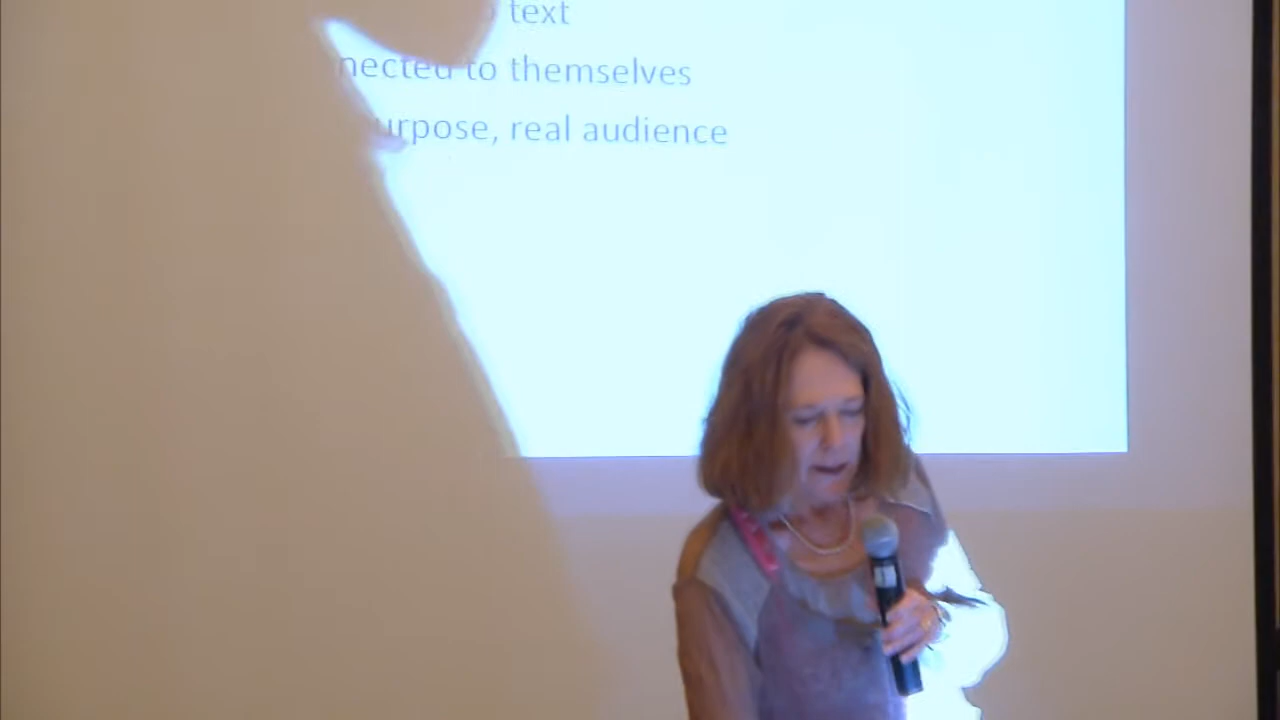 text
nected to themselves
urpose, real audience